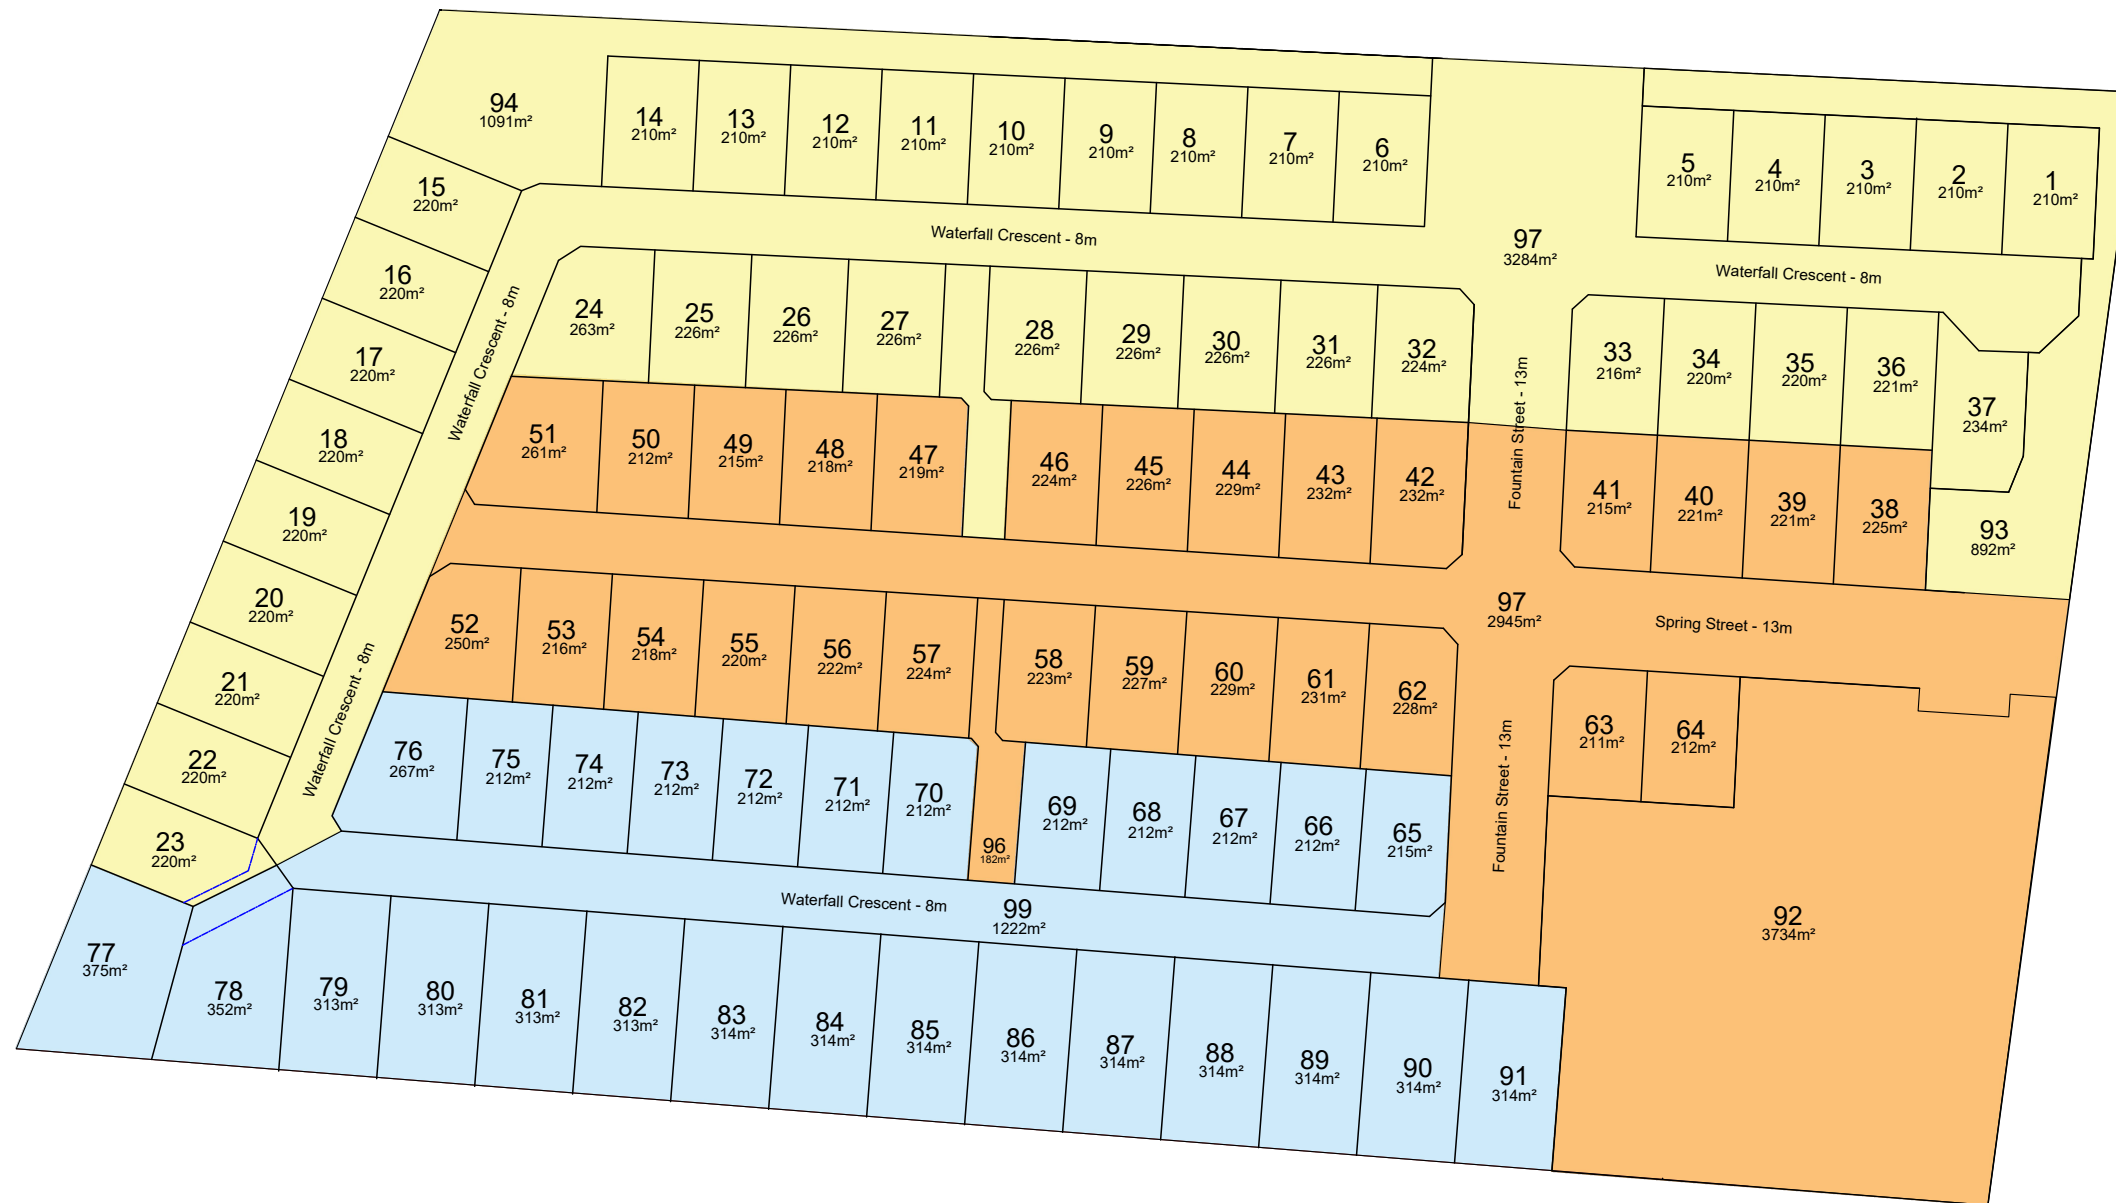 94
1091m²
14
210m²
13
210m²
12
210m²
11
210m²
10
210m²
9
210m²
8
210m²
7
210m²
6
210m²
5
210m²
4
210m²
3
210m²
2
210m²
1
210m²
15
220m²
16
220m²
17
220m²
18
220m²
19
220m²
20
220m²
21
220m²
22
220m²
23
220m²
Waterfall Crescent - 8m
97
3284m²
Waterfall Crescent - 8m
Waterfall Crescent - 8m
Waterfall Crescent - 8m
24
263m²
25
226m²
26
226m²
27
226m²
28
226m²
29
226m²
30
226m²
31
226m²
32
224m²
Fountain Street - 13m
33
216m²
34
220m²
35
220m²
36
221m²
37
234m²
51
261m²
50
212m²
49
215m²
48
218m²
47
219m²
46
224m²
45
226m²
44
229m²
43
232m²
42
232m²
41
215m²
40
221m²
39
221m²
38
225m²
93
892m²
97
2945m²
Spring Street - 13m
52
250m²
53
216m²
54
218m²
55
220m²
56
222m²
57
224m²
58
223m²
59
227m²
60
229m²
61
231m²
62
228m²
Fountain Street - 13m
63
211m²
64
212m²
76
267m²
75
212m²
74
212m²
73
212m²
72
212m²
71
212m²
70
212m²
96
182m²
69
212m²
68
212m²
67
212m²
66
212m²
65
215m²
Waterfall Crescent - 8m
99
1222m²
92
3734m²
77
375m²
78
352m²
79
313m²
80
313m²
81
313m²
82
313m²
83
314m²
84
314m²
85
314m²
86
314m²
87
314m²
88
314m²
89
314m²
90
314m²
91
314m²